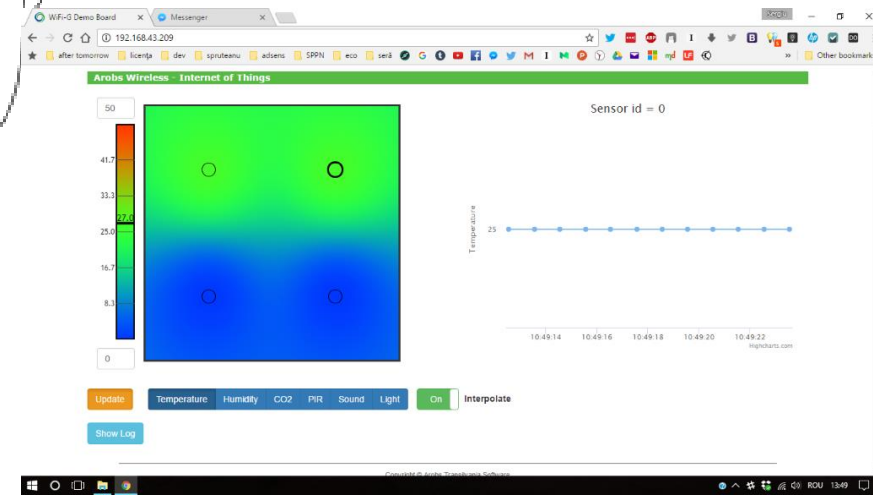 WiFi-G Demo Board
Messenger
Sergiu
192.168.43.209
after tomorrow licența dev spruteanu adsens SPPN eco seră Other bookmark
Arobs Wireless - Internet of Things
50
Sensor id = 0
41.7
33.3
27.0
25.0
16.7
8.3
0
Temperature
25
10:49:14 10:49:16 10:49:18 10:49:20 10:49:22
Highcharts.com
Update Temperature Humidity CO2 PIR Sound Light On Interpolate
Show Log
Copyright © Arobs Transilvania Software
ROU 13:49